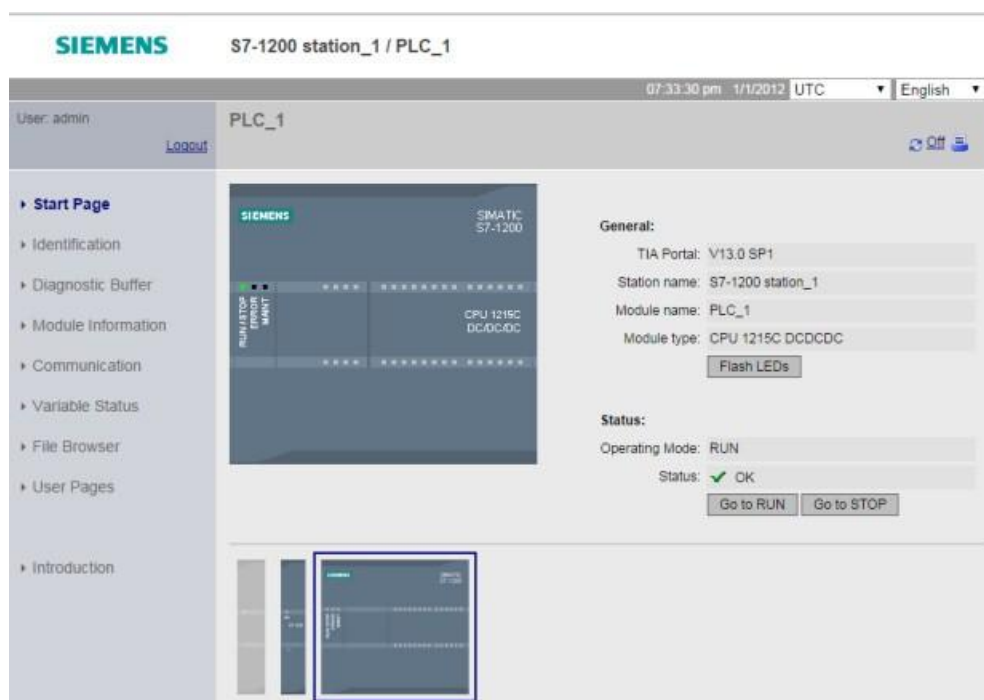 SIEMENS
S7-1200 station_1 / PLC_1
07:33:30 pm 1/1/2012 UTC English
User: admin
Logout
PLC_1
Off
Start Page
Identification
Diagnostic Buffer
Module Information
Communication
Variable Status
File Browser
User Pages
Introduction
SIEMENS
SIMATIC
S7-1200
RUN / STOP
ERROR
MAINT
CPU 1215C
DC/DC/DC
General:
TIA Portal: V13.0 SP1
Station name: S7-1200 station_1
Module name: PLC_1
Module type: CPU 1215C DCDCDC
Flash LEDs
Status:
Operating Mode: RUN
Status: OK
Go to RUN Go to STOP
SIEMENS